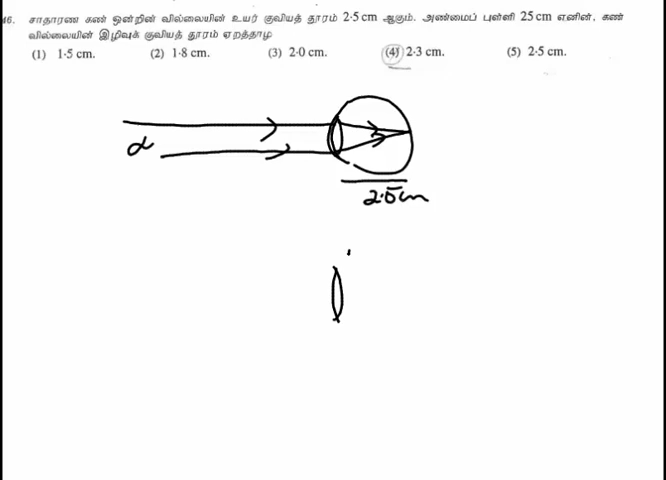 46. சாதாரண கண் ஒன்றின் வில்லையின் உயர் குவியத் தூரம் 2·5 cm ஆகும். அண்மைப் புள்ளி 25 cm எனின், கண்
வில்லையின் இழிவுக் குவியத் தூரம் ஏறத்தாழ
(1) 1·5 cm. (2) 1·8 cm. (3) 2·0 cm. (4) 2·3 cm. (5) 2·5 cm.
2.5cm